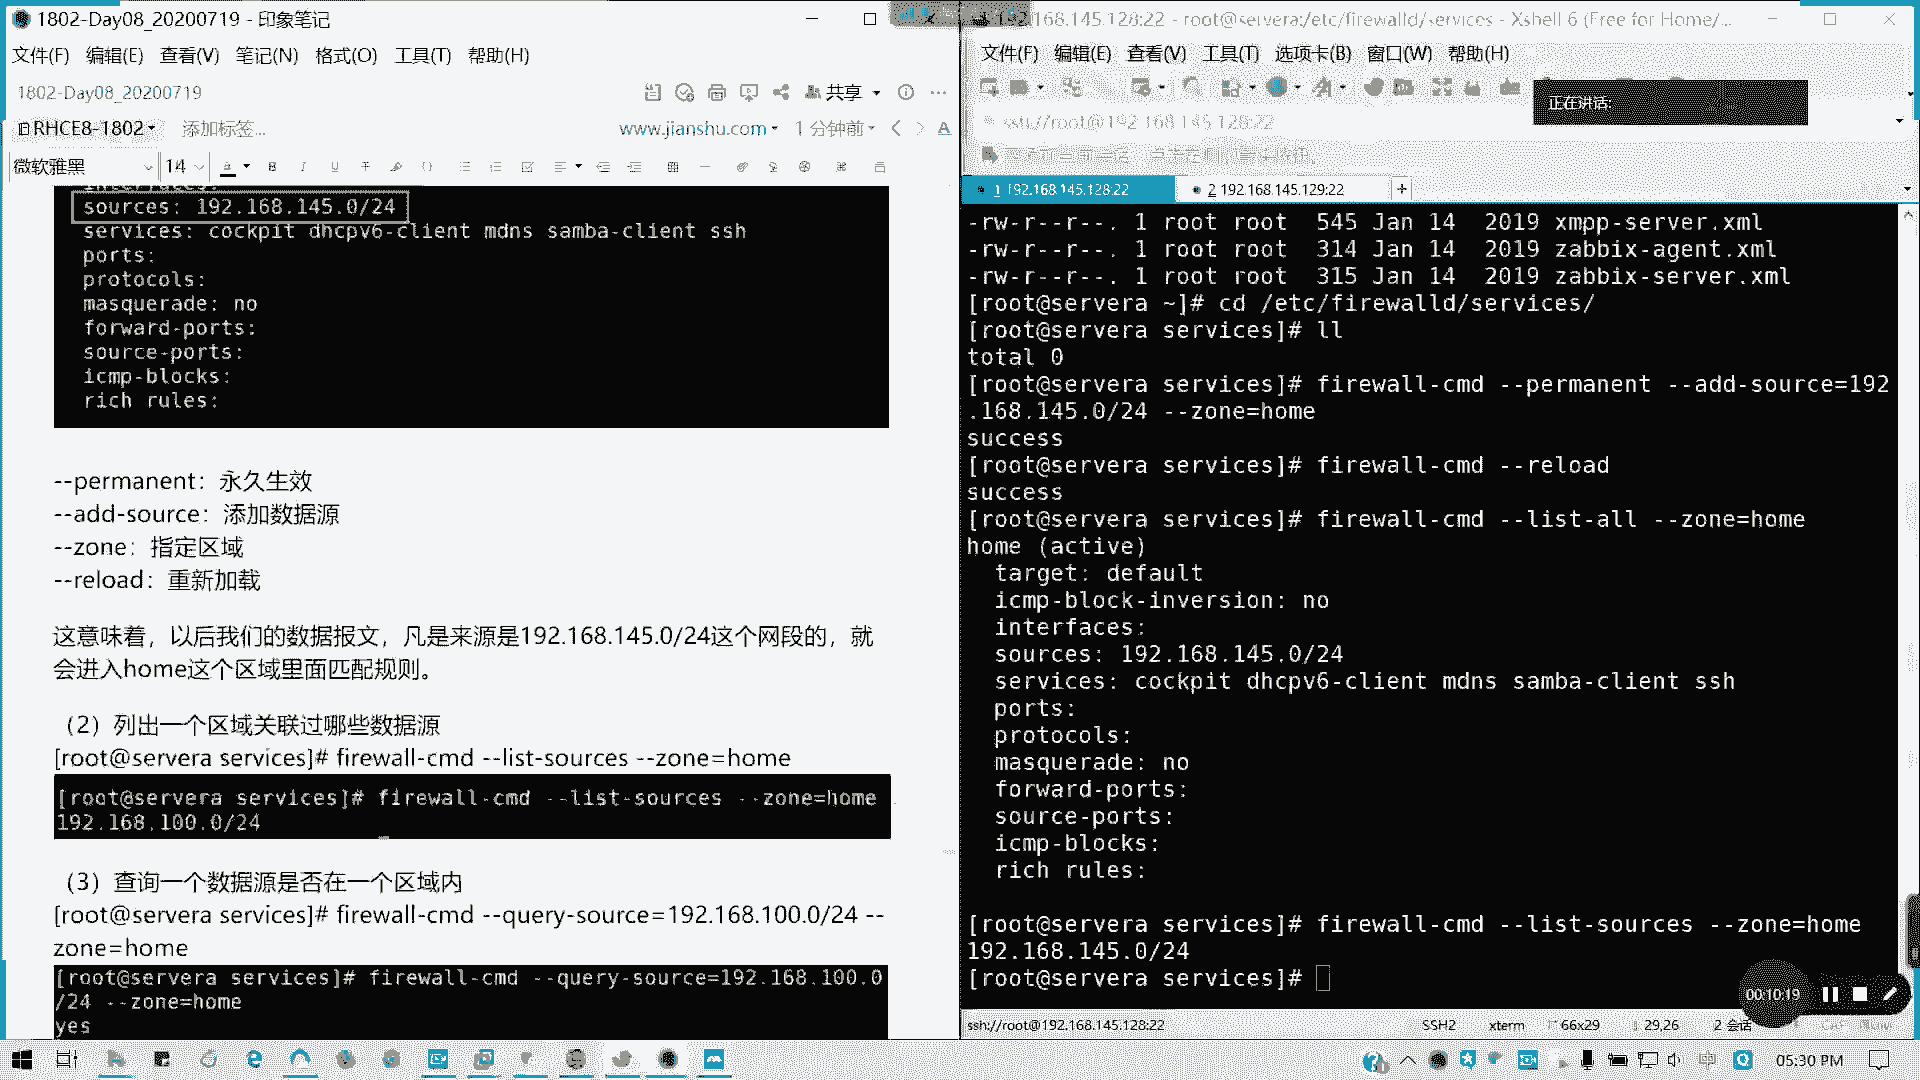 1802-Day08_20200719 - 印象笔记
文件(F) 编辑(E) 查看(V) 笔记(N) 格式(O) 工具(T) 帮助(H)
1802-Day08_20200719
共享
RHCE8-1802
添加标签...
www.jianshu.com
1 分钟前
微软雅黑
14
sources: 192.168.145.0/24
services: cockpit dhcpv6-client mdns samba-client ssh
ports:
protocols:
masquerade: no
forward-ports:
source-ports:
icmp-blocks:
rich rules:
--permanent：永久生效
--add-source：添加数据源
--zone：指定区域
--reload：重新加载
这意味着，以后我们的数据报文，凡是来源是192.168.145.0/24这个网段的，就
会进入home这个区域里面匹配规则。
（2）列出一个区域关联过哪些数据源
[root@servera services]# firewall-cmd --list-sources --zone=home
[root@servera services]# firewall-cmd --list-sources --zone=home
192.168.100.0/24
（3）查询一个数据源是否在一个区域内
[root@servera services]# firewall-cmd --query-source=192.168.100.0/24 --
zone=home
[root@servera services]# firewall-cmd --query-source=192.168.100.0
/24 --zone=home
yes
192.168.145.128:22 - root@servera:/etc/firewalld/services - Xshell 6 (Free for Home/...
文件(F) 编辑(E) 查看(V) 工具(T) 选项卡(B) 窗口(W) 帮助(H)
正在讲话:
ssh://root@192.168.145.128:22
1 192.168.145.128:22
2 192.168.145.129:22
-rw-r--r--. 1 root root 545 Jan 14 2019 xmpp-server.xml
-rw-r--r--. 1 root root 314 Jan 14 2019 zabbix-agent.xml
-rw-r--r--. 1 root root 315 Jan 14 2019 zabbix-server.xml
[root@servera ~]# cd /etc/firewalld/services/
[root@servera services]# ll
total 0
[root@servera services]# firewall-cmd --permanent --add-source=192
.168.145.0/24 --zone=home
success
[root@servera services]# firewall-cmd --reload
success
[root@servera services]# firewall-cmd --list-all --zone=home
home (active)
target: default
icmp-block-inversion: no
interfaces:
sources: 192.168.145.0/24
services: cockpit dhcpv6-client mdns samba-client ssh
ports:
protocols:
masquerade: no
forward-ports:
source-ports:
icmp-blocks:
rich rules:
[root@servera services]# firewall-cmd --list-sources --zone=home
192.168.145.0/24
[root@servera services]#
00:10:19
ssh://root@192.168.145.128:22
SSH2
xterm
66x29
29,26
2 会话
05:30 PM